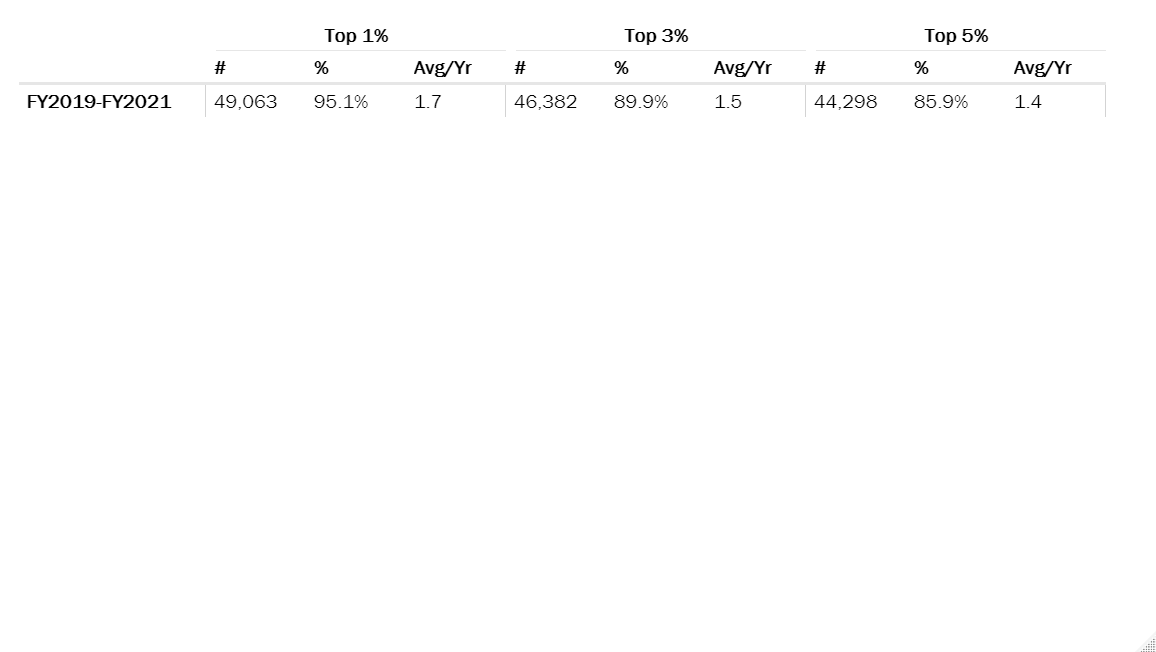 Top 1% Top 3% Top 5%
# % Avg/Yr # % Avg/Yr # % Avg/Yr
FY2019-FY2021 49,063 95.1% 1.7 46,382 89.9% 1.5 44,298 85.9% 1.4